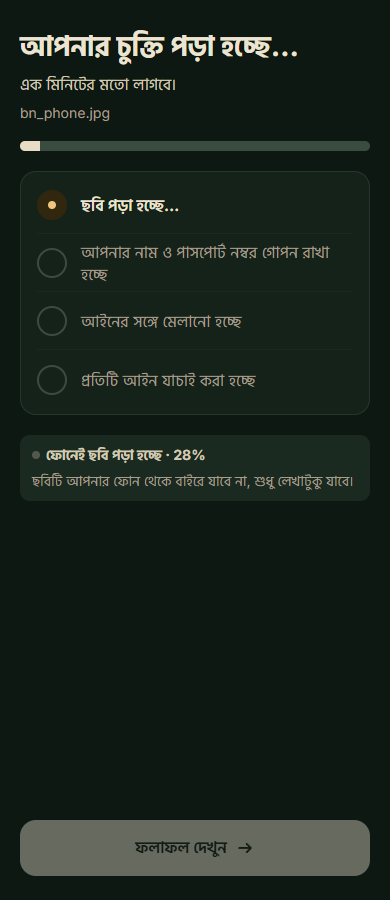 আপনার চুক্তি পড়া হচ্ছে...
এক মিনিটের মতো লাগবে।
bn_phone.jpg
ছবি পড়া হচ্ছে...
আপনার নাম ও পাসপোর্ট নম্বর গোপন রাখা
হচ্ছে
আইনের সঙ্গে মেলানো হচ্ছে
প্রতিটি আইন যাচাই করা হচ্ছে
ফোনেই ছবি পড়া হচ্ছে · 28%
ছবিটি আপনার ফোন থেকে বাইরে যাবে না, শুধু লেখাটুকু যাবে।
ফলাফল দেখুন →